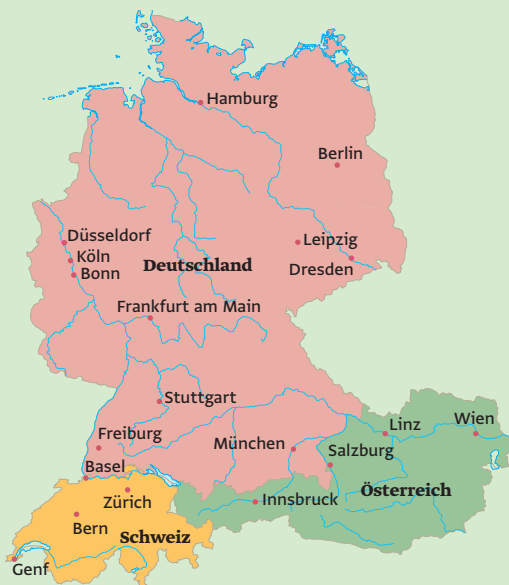 Hamburg
Berlin
Düsseldorf
Leipzig
Köln
Deutschland
Dresden
Bonn
Frankfurt am Main
Stuttgart
Linz
Wien
Freiburg
München
Salzburg
Basel
Österreich
Zürich
Innsbruck
Bern
Schweiz
Genf